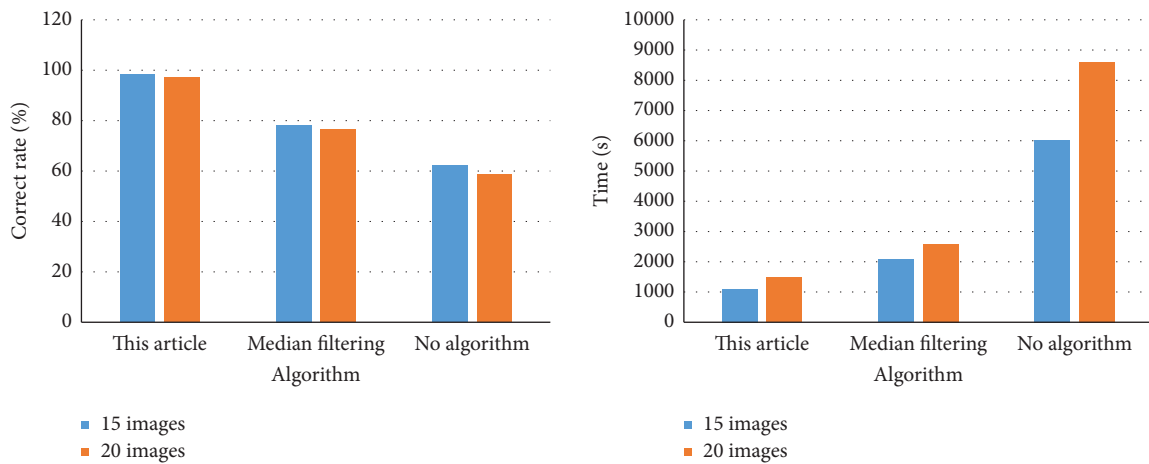 120
100
80
60
40
20
0
Correct rate (%)
This article Median filtering No algorithm
Algorithm
15 images
20 images
10000
9000
8000
7000
6000
5000
4000
3000
2000
1000
0
Time (s)
This article Median filtering No algorithm
Algorithm
15 images
20 images